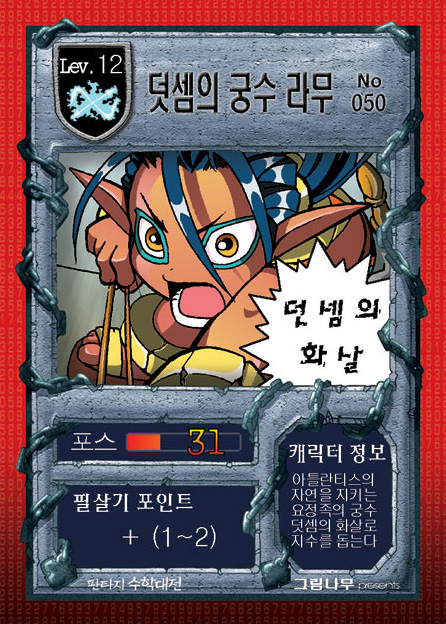 Lev. 12
덧셈의 궁수 라무
No
050
덧셈의
화살
포스 31
필살기 포인트
+ (1~2)
캐릭터 정보
아틀란티스의
자연을 지키는
요정족의 궁수
덧셈의 화살로
지수를 돕는다
판타지 수학대전
그림나무 presents